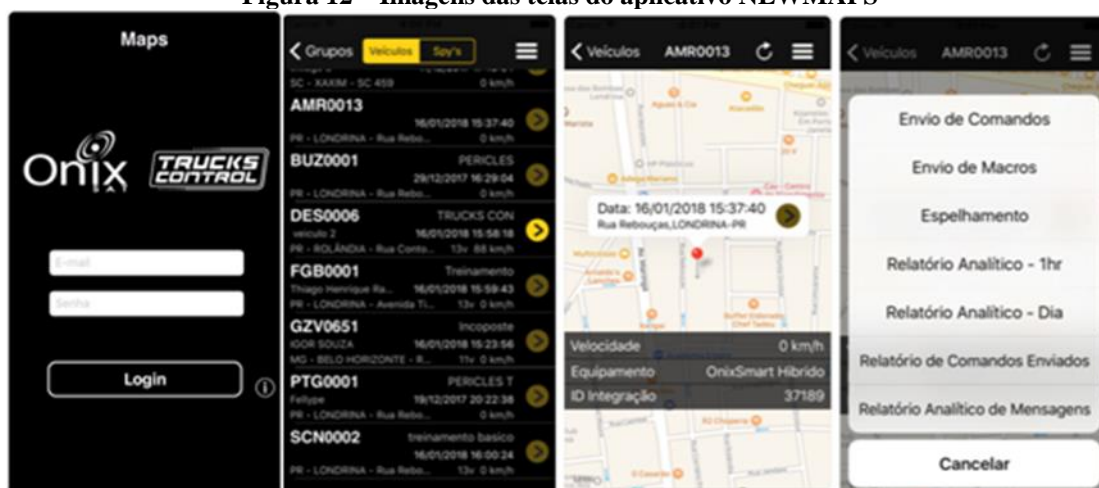 Figura 12 – Imagens das telas do aplicativo NEWMAPS
Maps
Onix TRUCKS CONTROL
E-mail
Senha
Login
Grupos Veículos Spy's
SC - XAXIM - SC 459 0 km/h
AMR0013
16/01/2018 15:37:40
PR - LONDRINA - Rua Rebo... 0 km/h
BUZ0001 PERICLES
29/12/2017 16:29:04
PR - LONDRINA - Rua Rebo... 0 km/h
DES0006 TRUCKS CON
veiculo 2 16/01/2018 15:58:18
PR - ROLÂNDIA - Rua Conto... 13v 88 km/h
FGB0001 Treinamento
Thiago Henrique Ra... 16/01/2018 15:59:43
PR - LONDRINA - Avenida Ti... 13v 0 km/h
GZV0651 Incoposte
IGOR SOUZA 16/01/2018 15:23:56
MG - BELO HORIZONTE - R... 11v 0 km/h
PTG0001 PERICLES T
Fellype 19/12/2017 20:22:38
PR - LONDRINA - Rua Rebo... 0 km/h
SCN0002 treinamento basico
16/01/2018 16:00:24
PR - LONDRINA - Rua Rebo... 13v 0 km/h
Veículos AMR0013
Data: 16/01/2018 15:37:40
Rua Rebouças,LONDRINA-PR
Velocidade 0 km/h
Equipamento OnixSmart Hibrido
ID Integração 37189
Veículos AMR0013
Envio de Comandos
Envio de Macros
Espelhamento
Relatório Analítico - 1hr
Relatório Analítico - Dia
Relatório de Comandos Enviados
Relatório Analítico de Mensagens
Cancelar